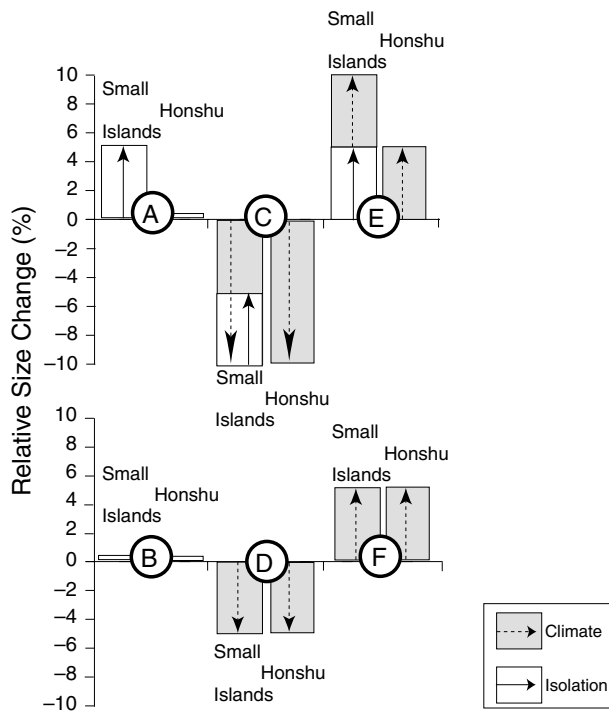 Small
Islands
Honshu
Small
Islands
Honshu
10
8
6
4
2
0
−2
−4
−6
−8
−10
A
C
E
Small
Islands
Honshu
Relative Size Change (%)
10
8
6
4
2
0
−2
−4
−6
−8
−10
Small
Islands
Honshu
Small
Islands
Honshu
B
D
F
Small
Islands
Honshu
Climate
Isolation